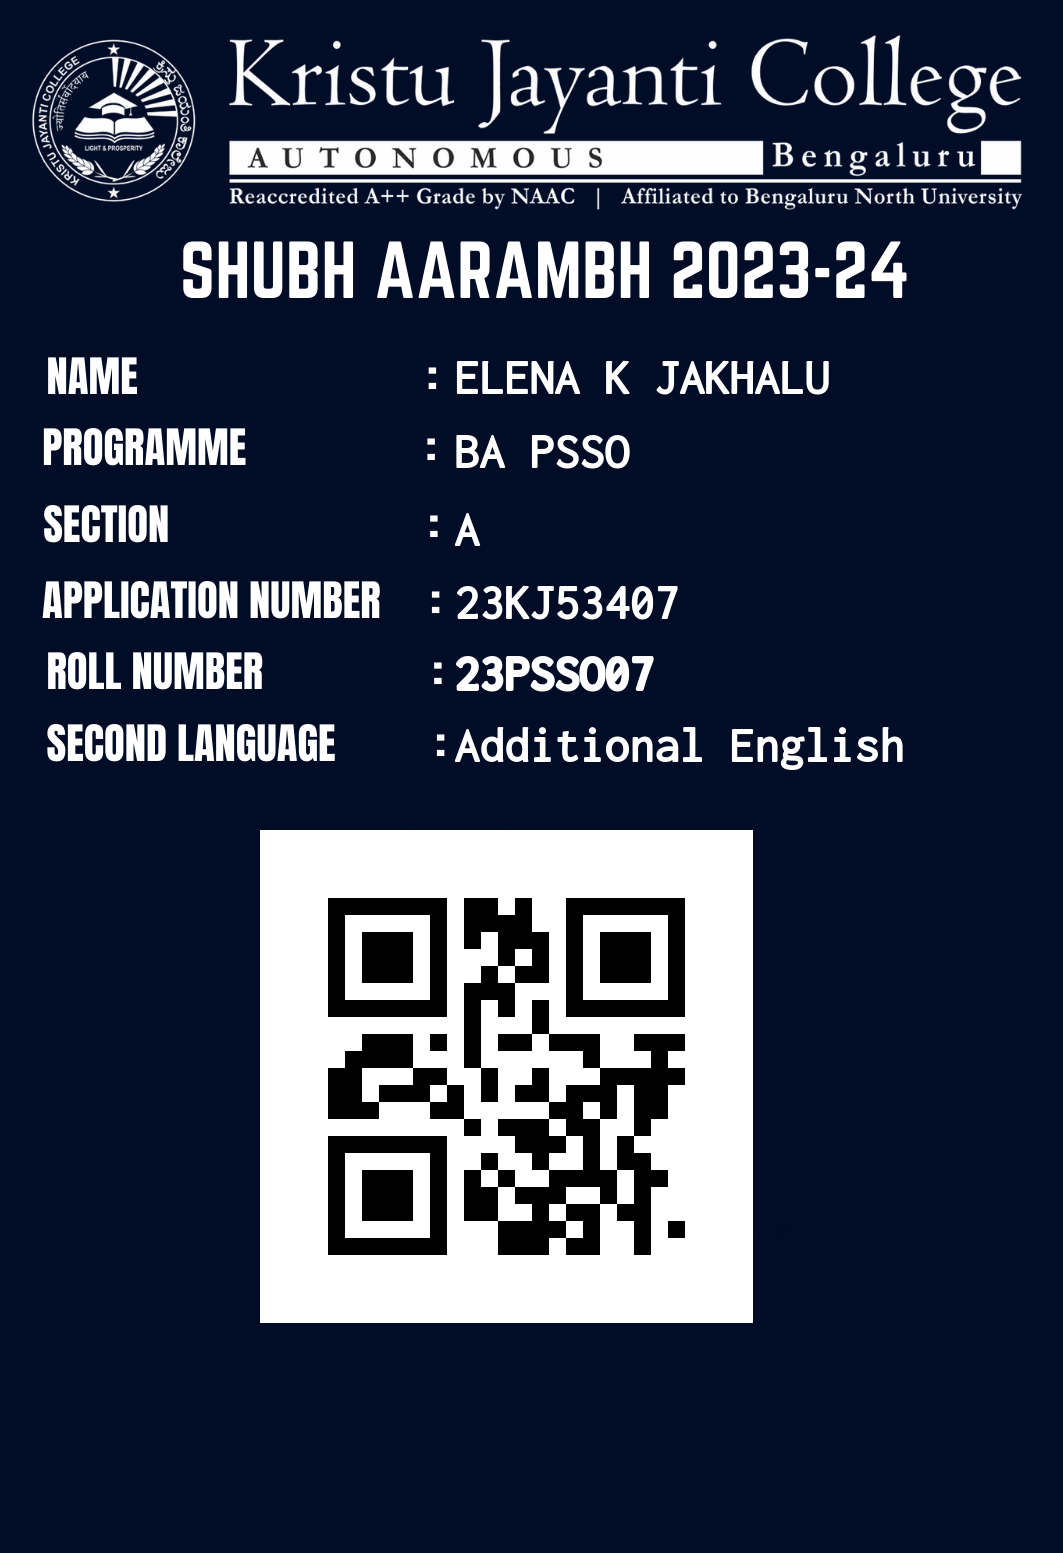 Kristu Jayanti College
AUTONOMOUS Bengaluru
Reaccredited A++ Grade by NAAC | Affiliated to Bengaluru North University
KRISTU JAYANTI COLLEGE
LIGHT & PROSPERITY
SHUBH AARAMBH 2023-24
NAME : ELENA K JAKHALU
PROGRAMME : BA PSSO
SECTION : A
APPLICATION NUMBER : 23KJ53407
ROLL NUMBER : 23PSSO07
SECOND LANGUAGE : Additional English